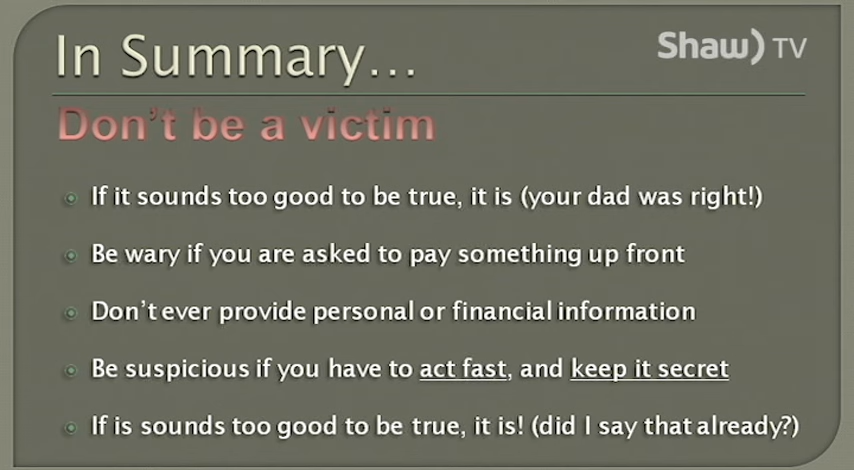 In Summary...
Shaw) TV
Don't be a victim
If it sounds too good to be true, it is (your dad was right!)
Be wary if you are asked to pay something up front
Don't ever provide personal or financial information
Be suspicious if you have to act fast, and keep it secret
If is sounds too good to be true, it is! (did I say that already?)